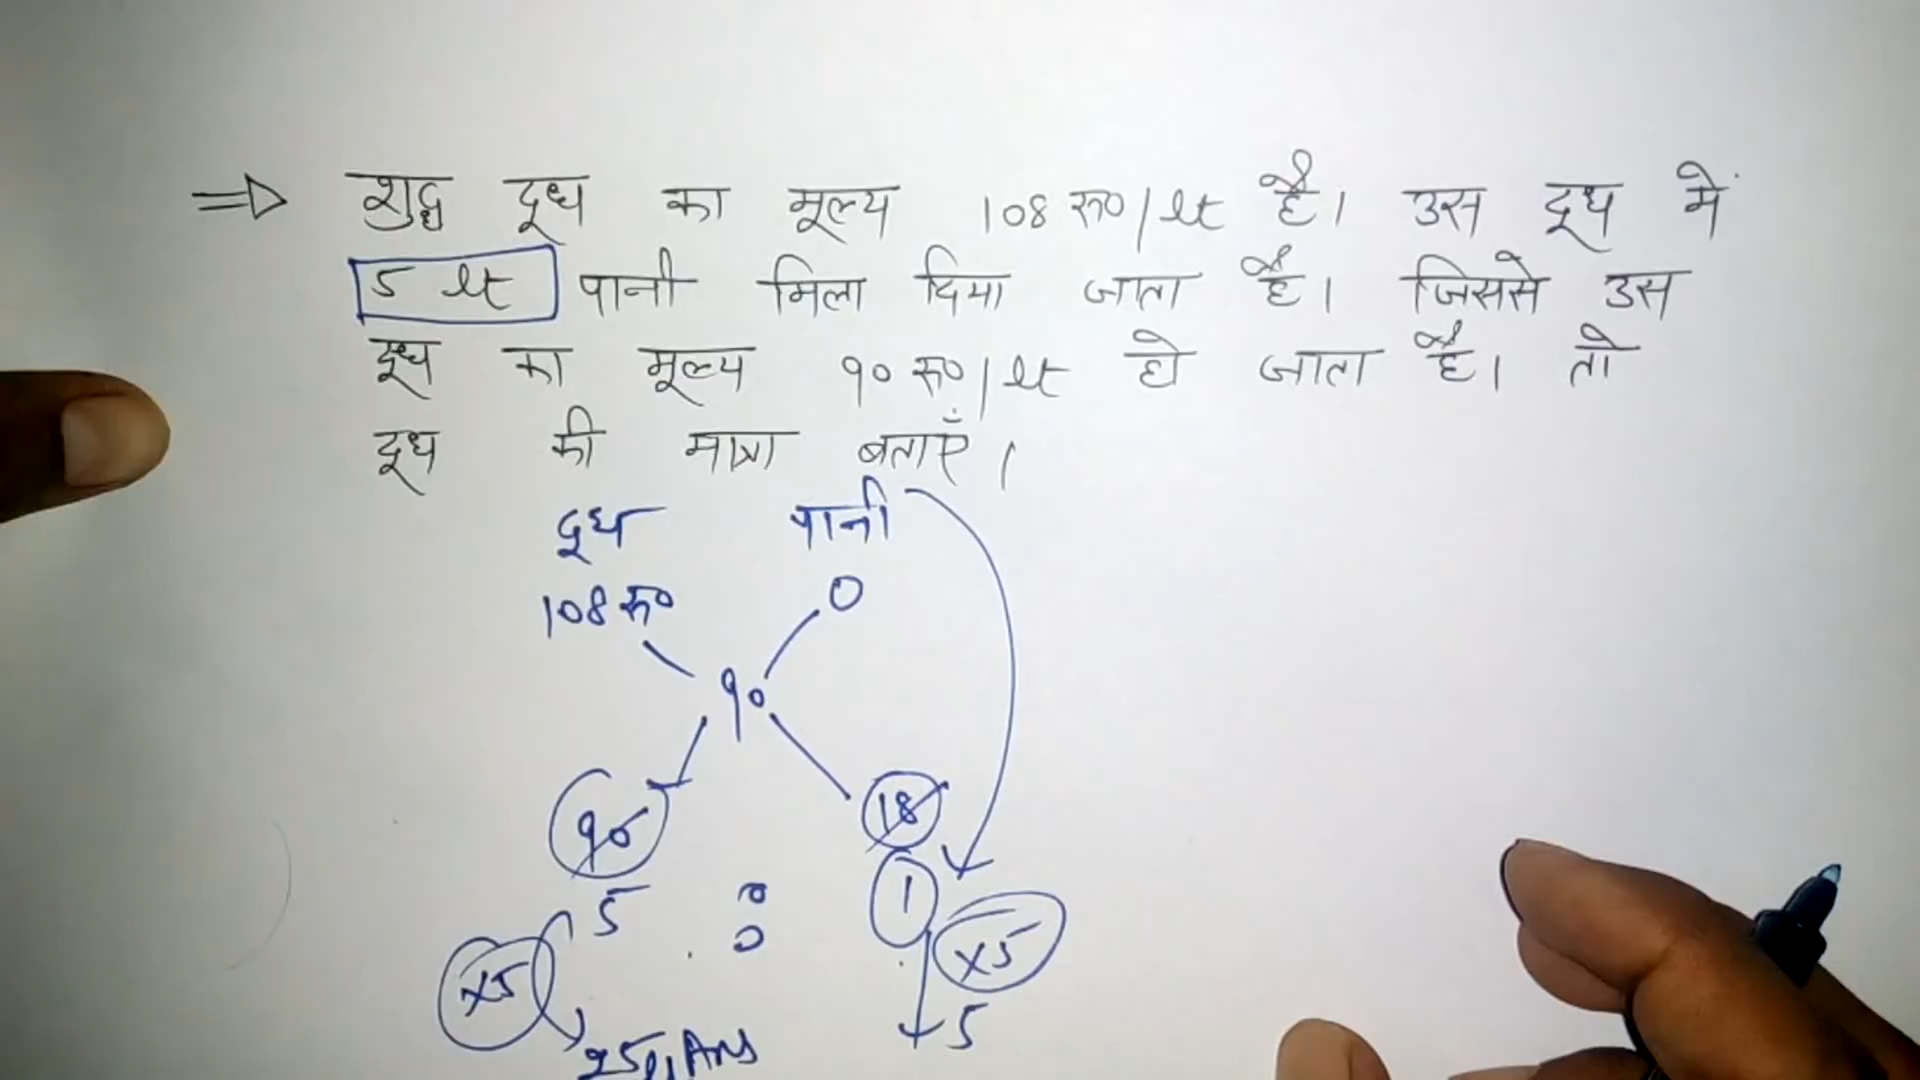 ⇒ शुद्ध दूध का मूल्य 108 रू०/lt है। उस दूध में
5 lt पानी मिला दिया जाता है। जिससे उस
दूध का मूल्य 90 रू०/lt हो जाता है। तो
दूध की मात्रा बताएँ।
दूध पानी
108 रू० 0
90
90 18
5 : 1
×5 ×5
25 lt Ans 5